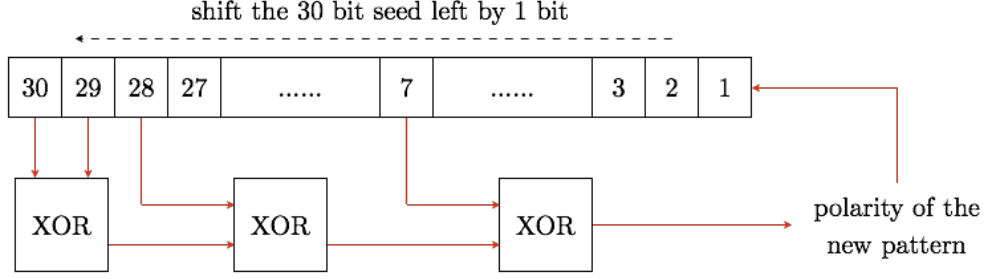 shift the 30 bit seed left by 1 bit
30 29 28 27 ...... 7 ...... 3 2 1
XOR XOR XOR
polarity of the
new pattern